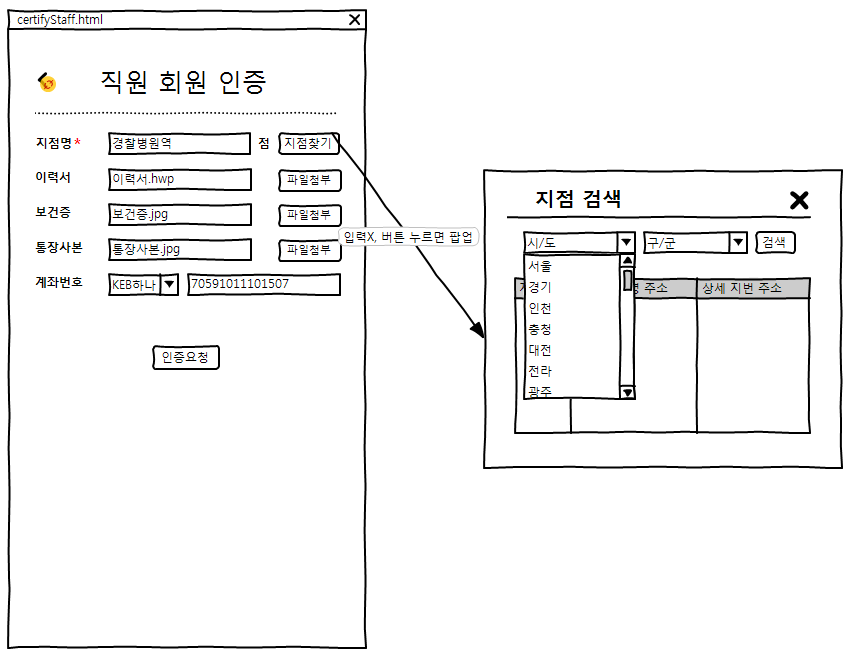 certifyStaff.html
직원 회원 인증
지점명* 경찰병원역 점 지점찾기
이력서 이력서.hwp 파일첨부
보건증 보건증.jpg 파일첨부
통장사본 통장사본.jpg 파일첨부
계좌번호 KEB하나 70591011101507
인증요청
입력X, 버튼 누르면 팝업
지점 검색
시/도 구/군 검색
서울
경기
인천
충청
대전
전라
광주
주소 상세 지번 주소